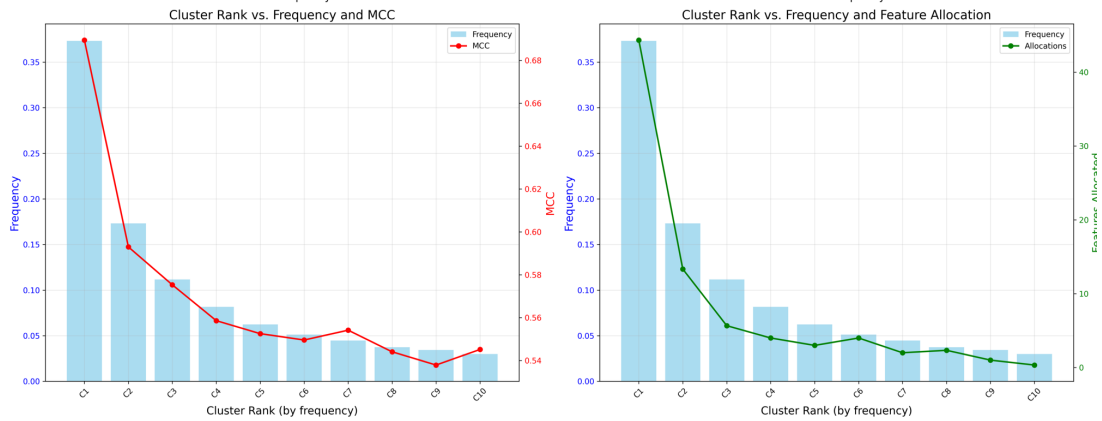 Cluster Rank vs. Frequency and MCC
Frequency
MCC
0.35
0.30
0.25
0.20
0.15
0.10
0.05
0.00
Frequency
0.68
0.66
0.64
0.62
0.60
0.58
0.56
0.54
MCC
C1 C2 C3 C4 C5 C6 C7 C8 C9 C10
Cluster Rank (by frequency)
Cluster Rank vs. Frequency and Feature Allocation
Frequency
Allocations
0.35
0.30
0.25
0.20
0.15
0.10
0.05
0.00
Frequency
40
30
20
10
0
Features Allocated
C1 C2 C3 C4 C5 C6 C7 C8 C9 C10
Cluster Rank (by frequency)